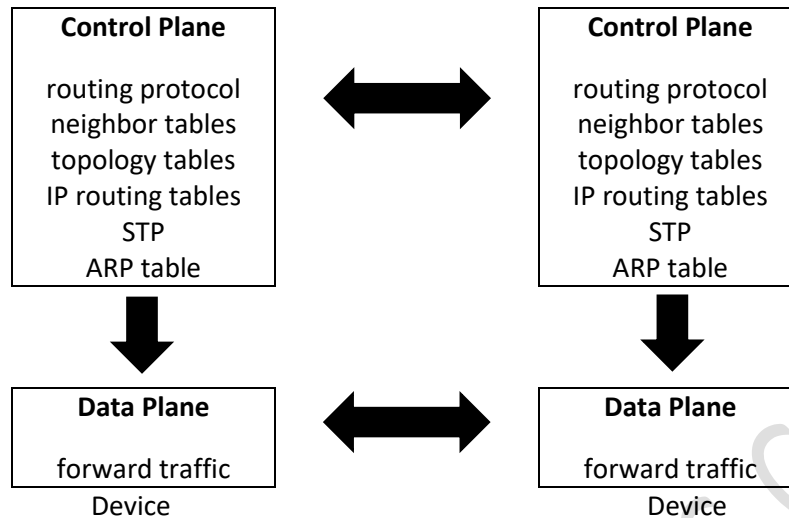 Control Plane
routing protocol
neighbor tables
topology tables
IP routing tables
STP
ARP table
Control Plane
routing protocol
neighbor tables
topology tables
IP routing tables
STP
ARP table
Data Plane
forward traffic
Device
Data Plane
forward traffic
Device